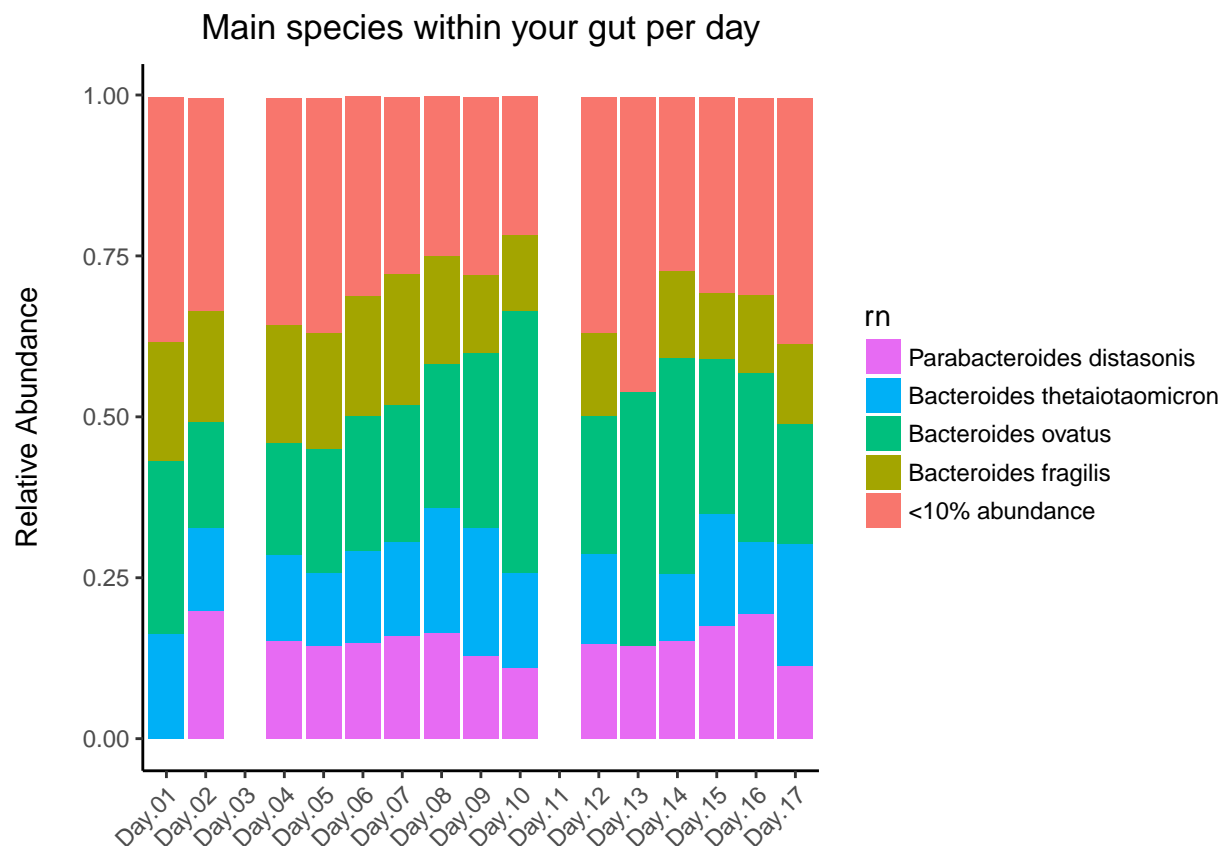 Main species within your gut per day
Relative Abundance
1.00
0.75
0.50
0.25
0.00
Day.01
Day.02
Day.03
Day.04
Day.05
Day.06
Day.07
Day.08
Day.09
Day.10
Day.11
Day.12
Day.13
Day.14
Day.15
Day.16
Day.17
rn
Parabacteroides distasonis
Bacteroides thetaiotaomicron
Bacteroides ovatus
Bacteroides fragilis
<10% abundance